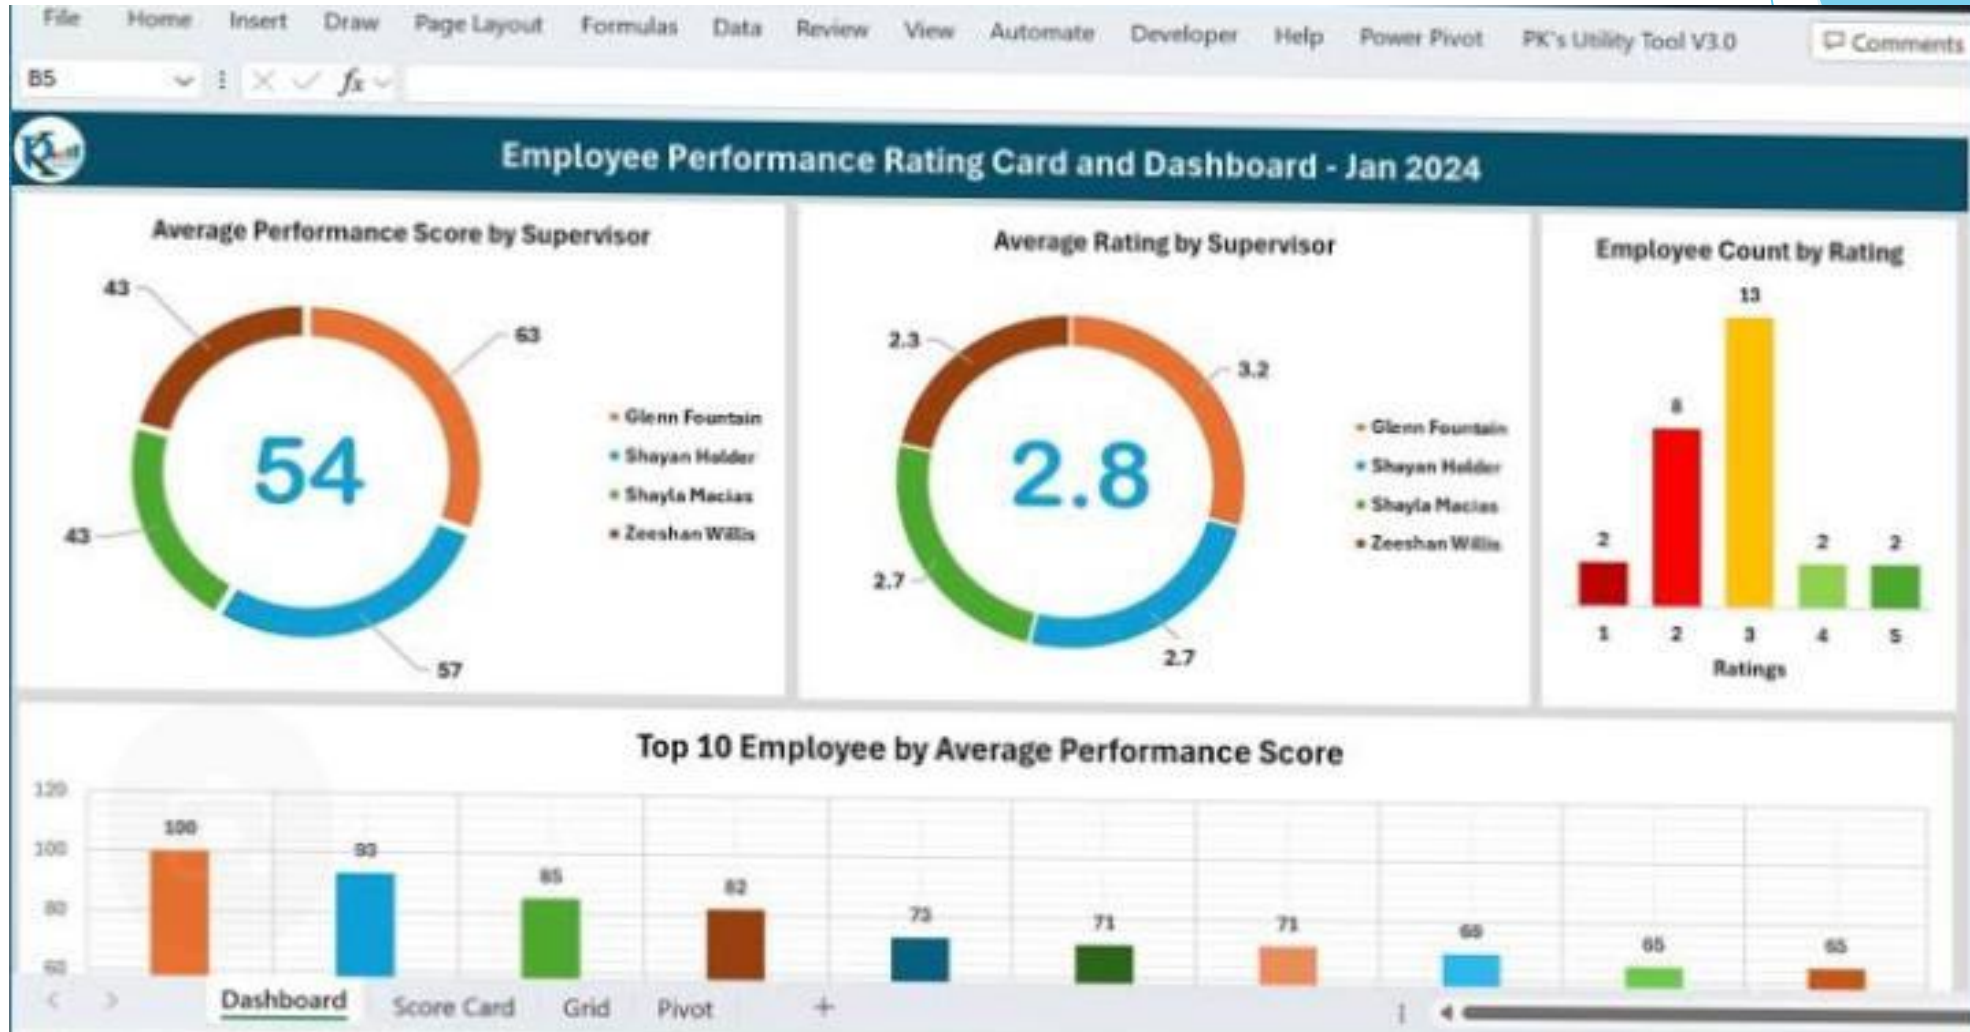 File Home Insert Draw Page Layout Formulas Data Review View Automate Developer Help Power Pivot PK's Utility Tool V3.0 Comments
B5 fx
Employee Performance Rating Card and Dashboard - Jan 2024
Average Performance Score by Supervisor
43
63
54
43
57
Glenn Fountain
Shayan Holder
Shayla Macias
Zeeshan Willis
Average Rating by Supervisor
2.3
3.2
2.8
2.7
2.7
Glenn Fountain
Shayan Holder
Shayla Macias
Zeeshan Willis
Employee Count by Rating
13
8
2 2 2
1 2 3 4 5
Ratings
Top 10 Employee by Average Performance Score
120
100
80
60
100 93 85 82 73 71 71 65 65
Dashboard Score Card Grid Pivot +